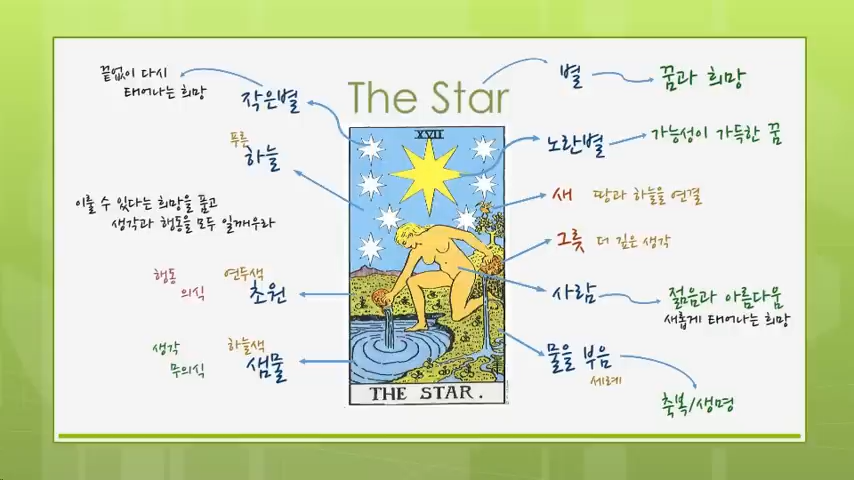 The Star
끝없이 다시
태어나는 희망
작은별
푸른
하늘
이룰 수 있다는 희망을 품고
생각과 행동을 모두 일깨우라
행동
의식
연두색
초원
생각
무의식
하늘색
샘물
XVII
THE STAR.
별
꿈과 희망
노란별
가능성이 가득한 꿈
새
땅과 하늘을 연결
그릇
더 깊은 생각
사람
젊음과 아름다움
새롭게 태어나는 희망
물을 부음
세례
축복/생명